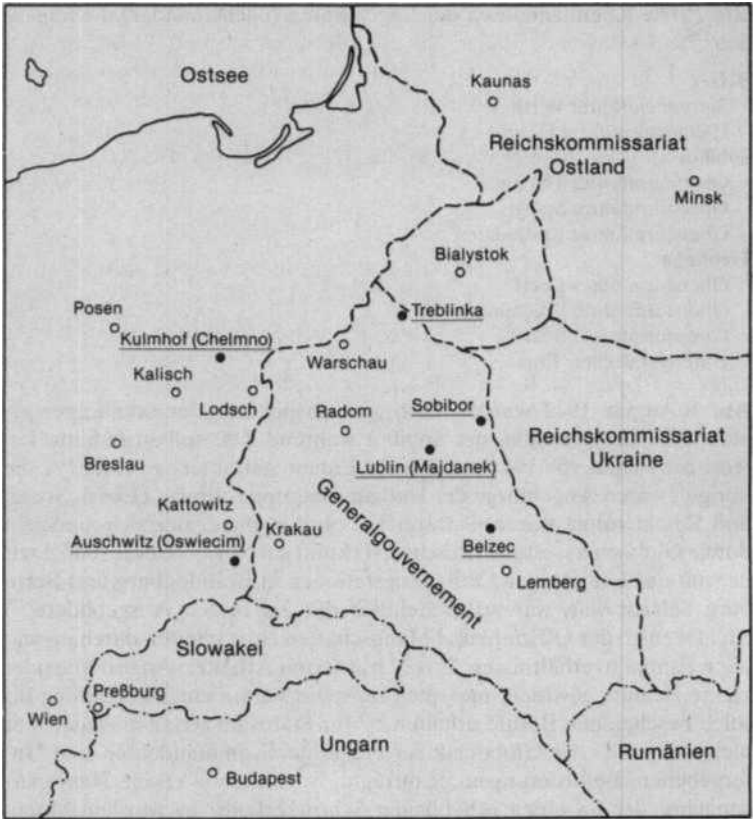 Ostsee
Kaunas
Reichskommissariat
Ostland
Minsk
Bialystok
Posen
Treblinka
Kulmhof (Chelmno)
Warschau
Kalisch
Lodsch
Radom
Sobibor
Breslau
Reichskommissariat
Ukraine
Lublin (Majdanek)
Kattowitz
Krakau
Generalgouvernement
Auschwitz (Oswiecim)
Belzec
Lemberg
Slowakei
Preßburg
Wien
Ungarn
Rumänien
Budapest